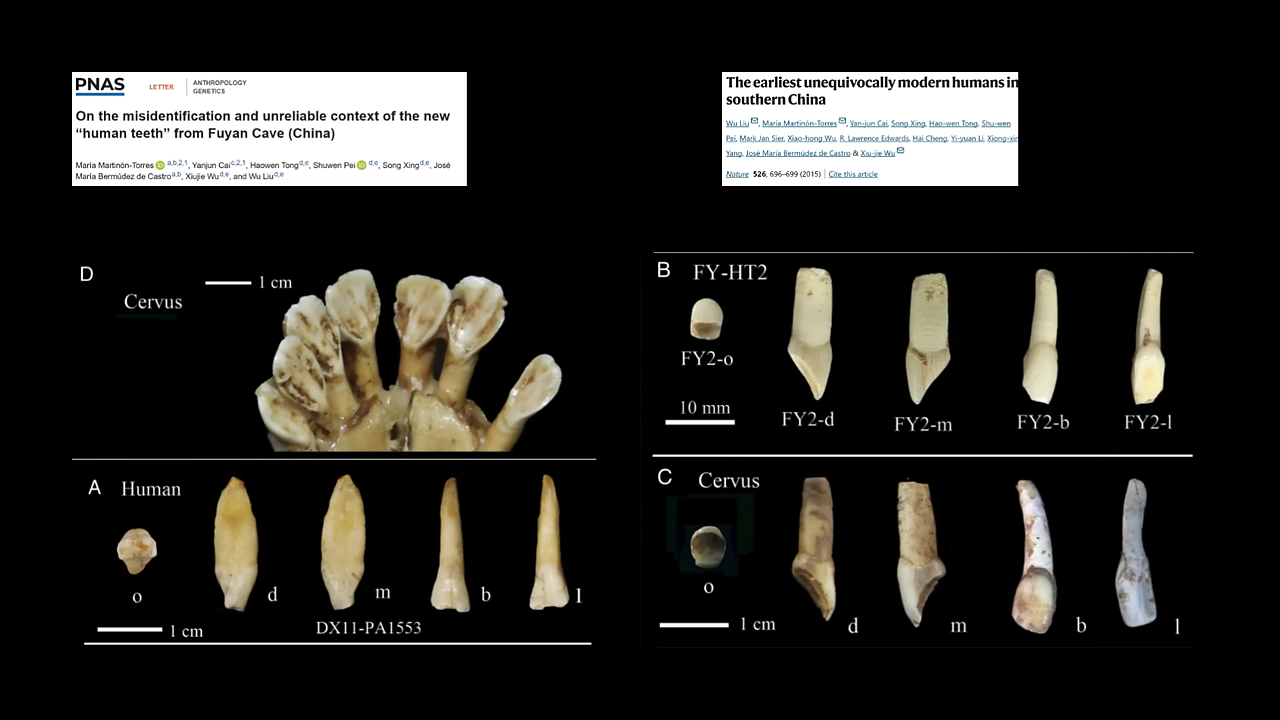 PNAS
LETTER
ANTHROPOLOGY
GENETICS
On the misidentification and unreliable context of the new
“human teeth” from Fuyan Cave (China)
María Martinón-Torres a,b,2,1, Yanjun Cai c,2,1, Haowen Tong d,e, Shuwen Pei d,e, Song Xing d,e, José
María Bermúdez de Castro a,b, Xiujie Wu d,e, and Wu Liu d,e
The earliest unequivocally modern humans in
southern China
Wu Liu, María Martinón-Torres, Yan-jun Cai, Song Xing, Hao-wen Tong, Shu-wen
Pei, Mark Jan Sier, Xiao-hong Wu, R. Lawrence Edwards, Hai Cheng, Yi-yuan Li, Xiong-xin
Yang, José María Bermúdez de Castro & Xiu-jie Wu
Nature 526, 696–699 (2015) Cite this article
D
Cervus
1 cm
A Human
o
d
m
b
l
1 cm
DX11-PA1553
B FY-HT2
FY2-o
10 mm
FY2-d
FY2-m
FY2-b
FY2-l
C Cervus
o
1 cm
d
m
b
l